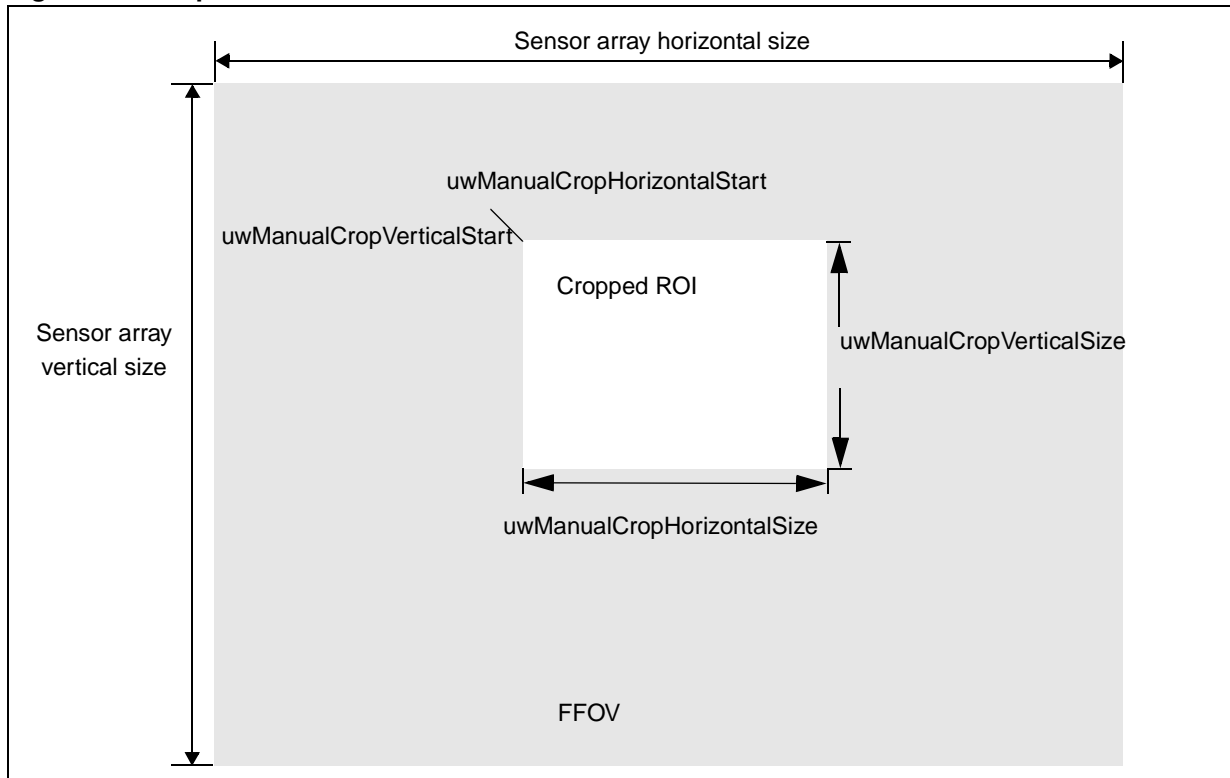 Sensor array horizontal size
uwManualCropHorizontalStart
uwManualCropVerticalStart
Cropped ROI
Sensor array
vertical size
uwManualCropVerticalSize
uwManualCropHorizontalSize
FFOV